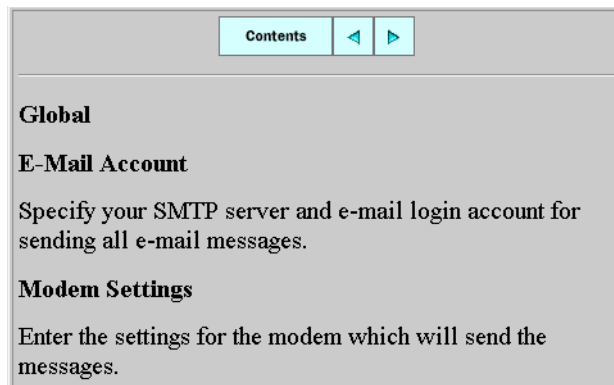 Contents
Global
E-Mail Account
Specify your SMTP server and e-mail login account for
sending all e-mail messages.
Modem Settings
Enter the settings for the modem which will send the
messages.